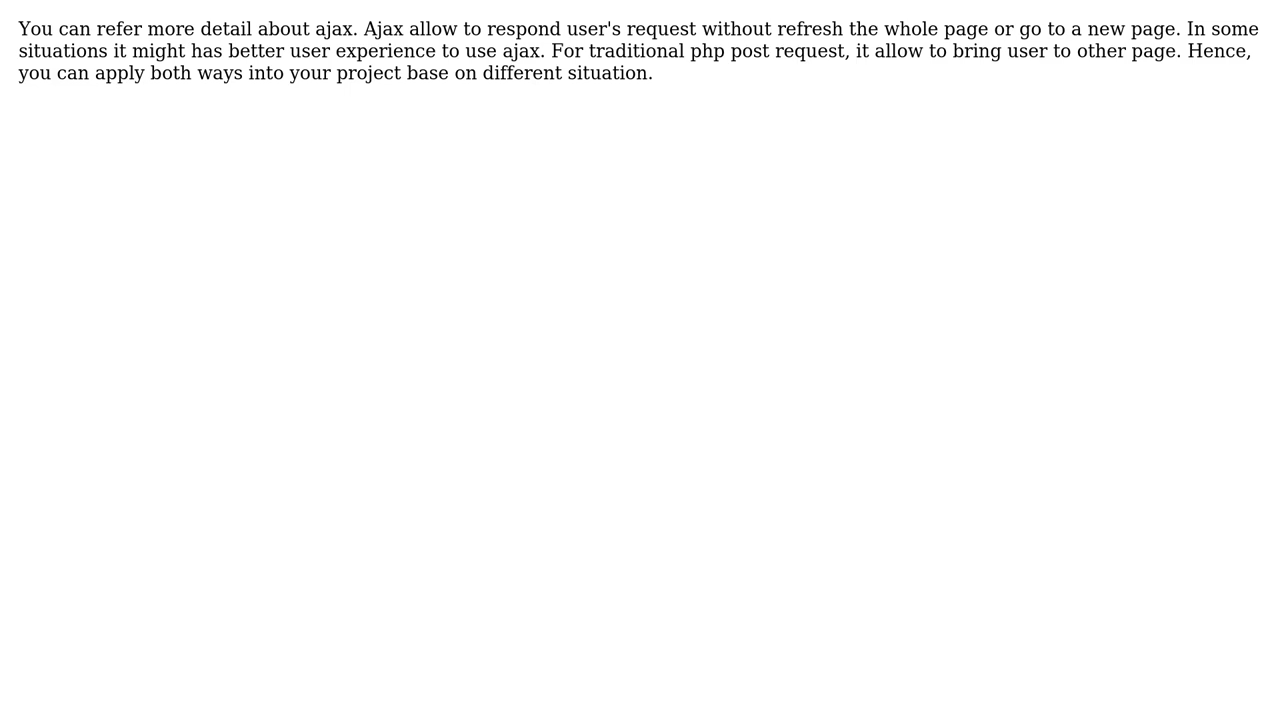 You can refer more detail about ajax. Ajax allow to respond user's request without refresh the whole page or go to a new page. In some
situations it might has better user experience to use ajax. For traditional php post request, it allow to bring user to other page. Hence,
you can apply both ways into your project base on different situation.